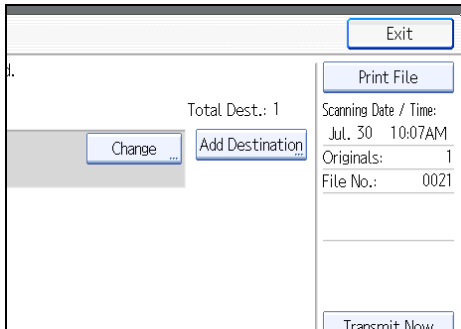 Exit
d.
Print File
Total Dest.: 1
Scanning Date / Time:
Change
Add Destination
Jul. 30 10:07AM
Originals: 1
File No.: 0021
Transmit Now